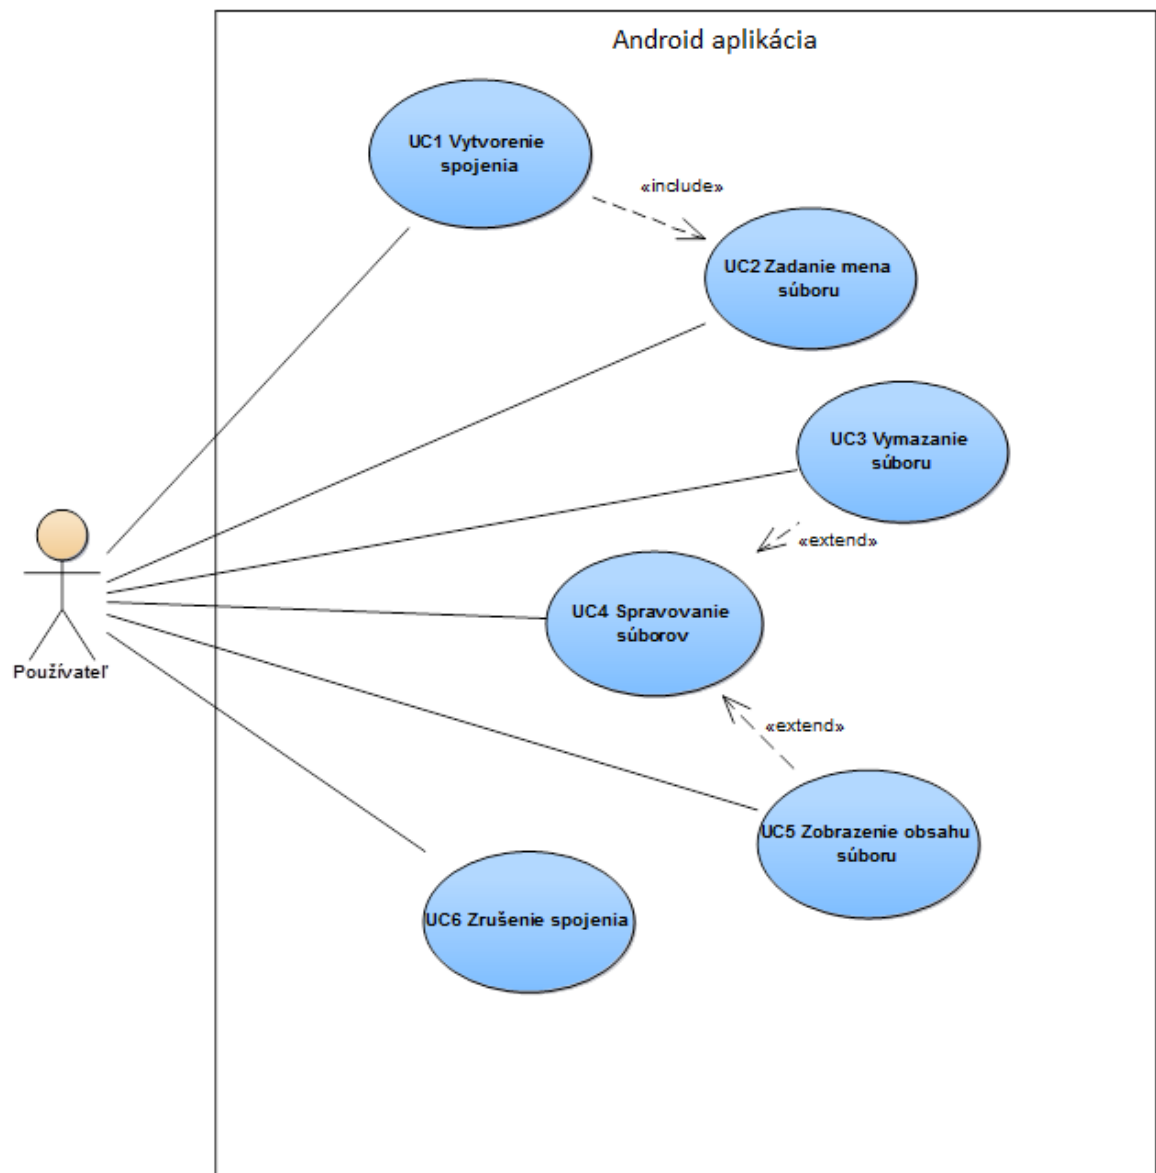 Android aplikácia
UC1 Vytvorenie
spojenia
«include»
UC2 Zadanie mena
súboru
UC3 Vymazanie
súboru
«extend»
UC4 Spravovanie
súborov
Používateľ
«extend»
UC5 Zobrazenie obsahu
súboru
UC6 Zrušenie spojenia